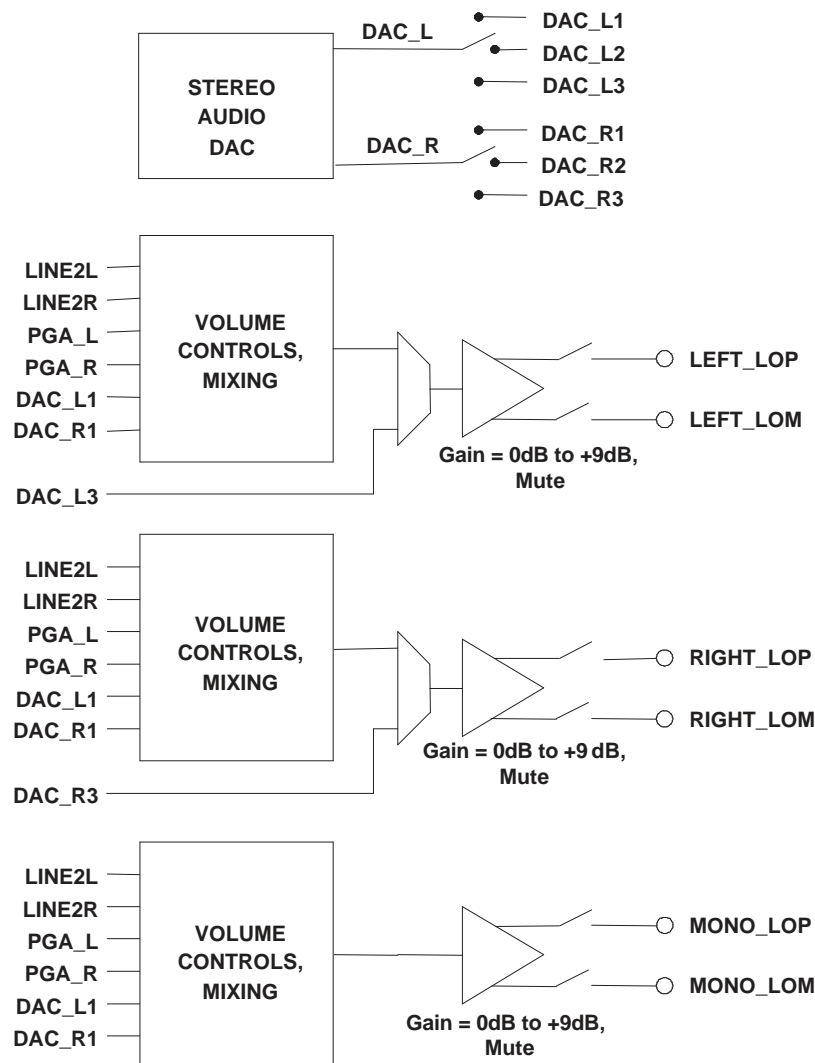 DAC_L
DAC_L1
DAC_L2
DAC_L3
STEREO
AUDIO
DAC
DAC_R
DAC_R1
DAC_R2
DAC_R3
LINE2L
LINE2R
PGA_L
PGA_R
DAC_L1
DAC_R1
VOLUME
CONTROLS,
MIXING
LEFT_LOP
LEFT_LOM
Gain = 0dB to +9dB,
Mute
DAC_L3
LINE2L
LINE2R
PGA_L
PGA_R
DAC_L1
DAC_R1
VOLUME
CONTROLS,
MIXING
RIGHT_LOP
RIGHT_LOM
Gain = 0dB to +9 dB,
Mute
DAC_R3
LINE2L
LINE2R
PGA_L
PGA_R
DAC_L1
DAC_R1
VOLUME
CONTROLS,
MIXING
MONO_LOP
MONO_LOM
Gain = 0dB to +9dB,
Mute